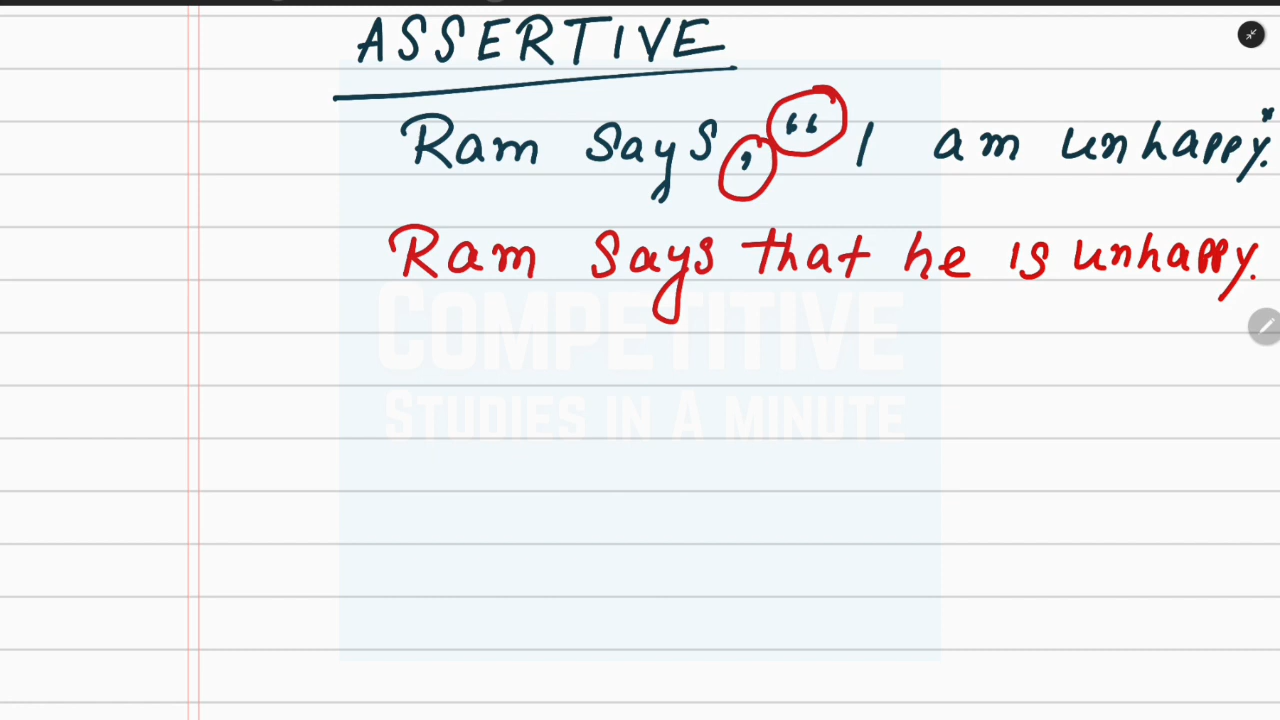 ASSERTIVE
Ram says, “I am unhappy.”
Ram says that he is unhappy.
COMPETITIVE
STUDIES IN A MINUTE